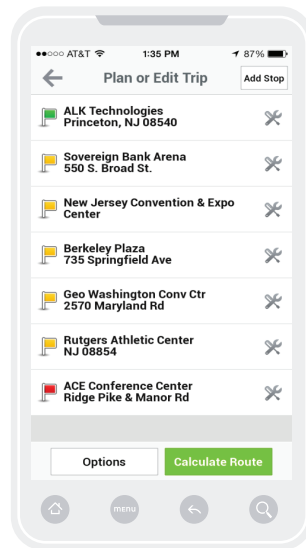 AT&T 1:35 PM 87%
Plan or Edit Trip Add Stop
ALK Technologies
Princeton, NJ 08540
Sovereign Bank Arena
550 S. Broad St.
New Jersey Convention & Expo
Center
Berkeley Plaza
735 Springfield Ave
Geo Washington Conv Ctr
2570 Maryland Rd
Rutgers Athletic Center
NJ 08854
ACE Conference Center
Ridge Pike & Manor Rd
Options Calculate Route
MENU